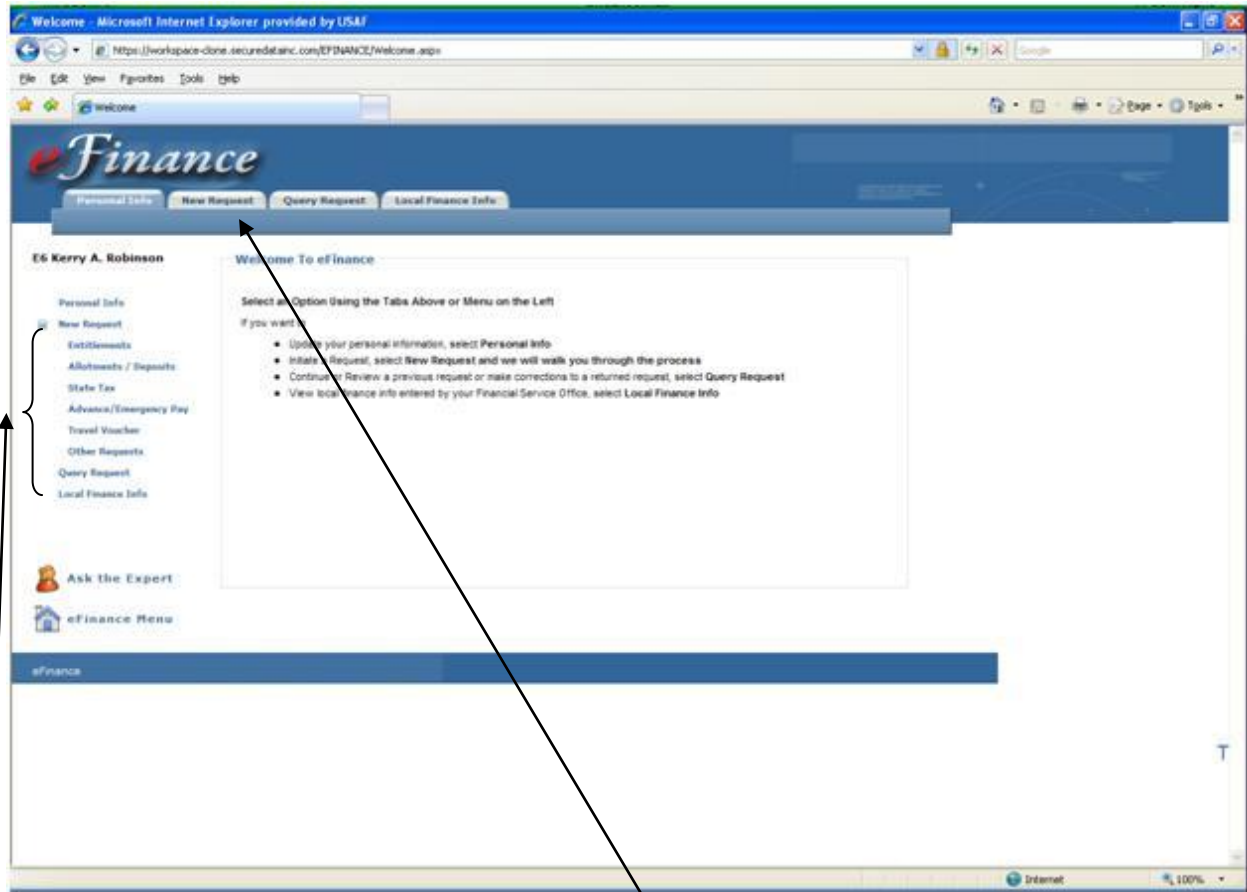 Welcome - Microsoft Internet Explorer provided by USAF
https://workspace-clone.securedatainc.com/EFINANCE/Welcome.aspx
Google
File Edit View Favorites Tools Help
Welcome
Page Tools
eFinance
Personal Info New Request Query Request Local Finance Info
E6 Kerry A. Robinson
Welcome To eFinance
Personal Info
New Request
Entitlements
Allotments / Deposits
State Tax
Advance/Emergency Pay
Travel Voucher
Other Requests
Query Request
Local Finance Info
Select an Option Using the Tabs Above or Menu on the Left
If you want to
• Update your personal information, select Personal Info
• Initiate a Request, select New Request and we will walk you through the process
• Continue or Review a previous request or make corrections to a returned request, select Query Request
• View local finance info entered by your Financial Service Office, select Local Finance Info
Ask the Expert
eFinance Menu
eFinance
T
Internet 100%